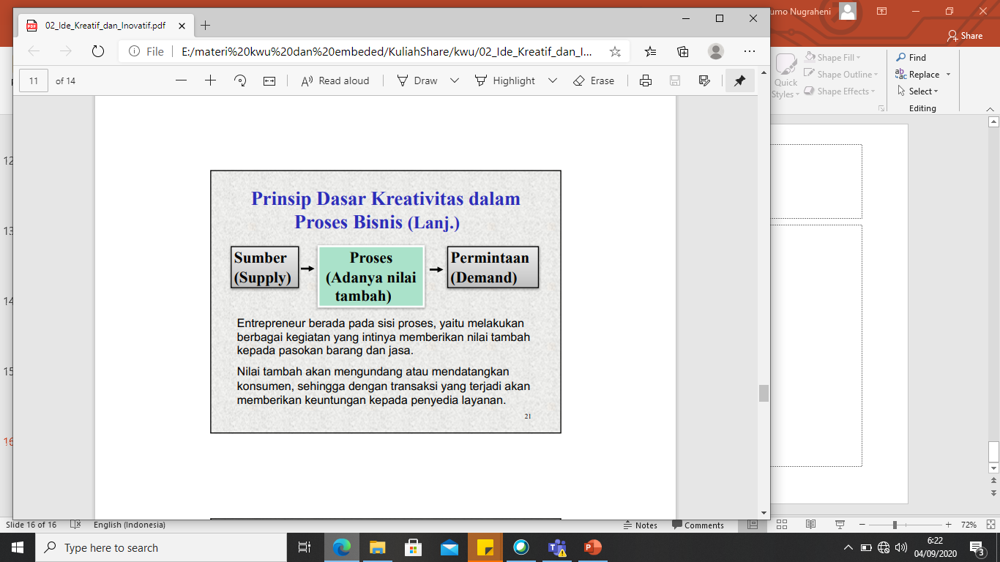 02_Ide_Kreatif_dan_Inovatif.pdf
umo Nugraheni
Share
File
E:/materi%20kwu%20dan%20embeded/KuliahShare/kwu/02_Ide_Kreatif_dan_I...
11 of 14
Read aloud
Draw
Highlight
Erase
Quick
Styles
Shape Fill
Shape Outline
Shape Effects
Find
Replace
Select
Editing
12
13
14
15
16
Prinsip Dasar Kreativitas dalam
Proses Bisnis (Lanj.)
Sumber
(Supply)
Proses
(Adanya nilai
tambah)
Permintaan
(Demand)
Entrepreneur berada pada sisi proses, yaitu melakukan
berbagai kegiatan yang intinya memberikan nilai tambah
kepada pasokan barang dan jasa.
Nilai tambah akan mengundang atau mendatangkan
konsumen, sehingga dengan transaksi yang terjadi akan
memberikan keuntungan kepada penyedia layanan.
21
Slide 16 of 16
English (Indonesia)
Notes
Comments
72%
Type here to search
6:22
04/09/2020
3